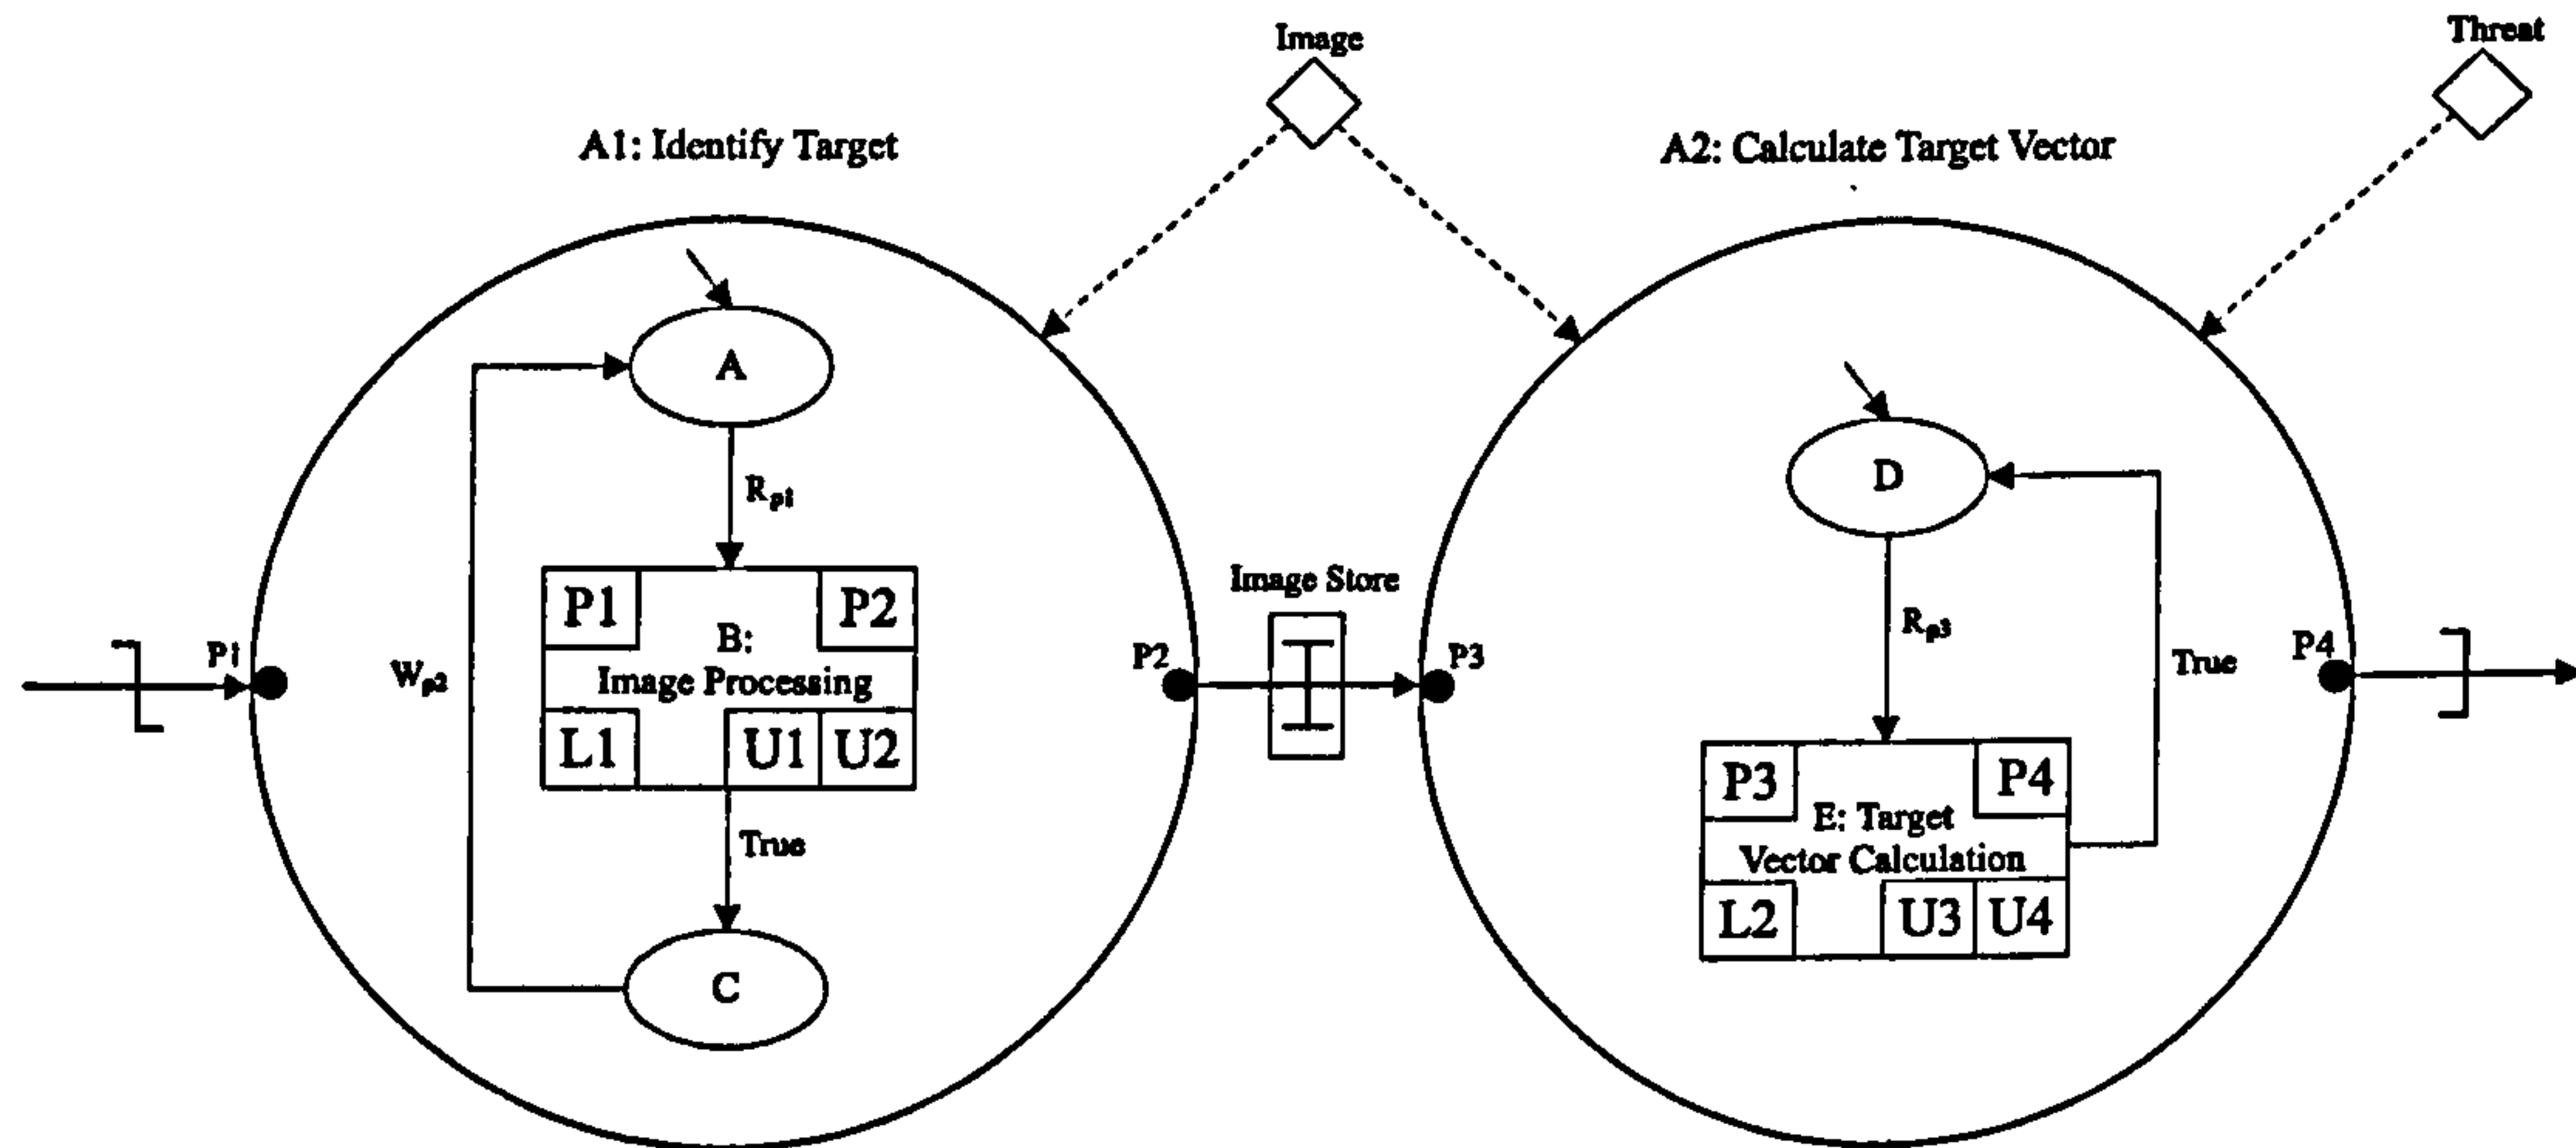 Image
Threat
A1: Identify Target
A2: Calculate Target Vector
A
D
Rp1
Rp3
Image Store
P1
P2
B:
Image Processing
L1
U1
U2
Wp2
P1
P2
P3
P4
True
True
P3
P4
E: Target
Vector Calculation
L2
U3
U4
C